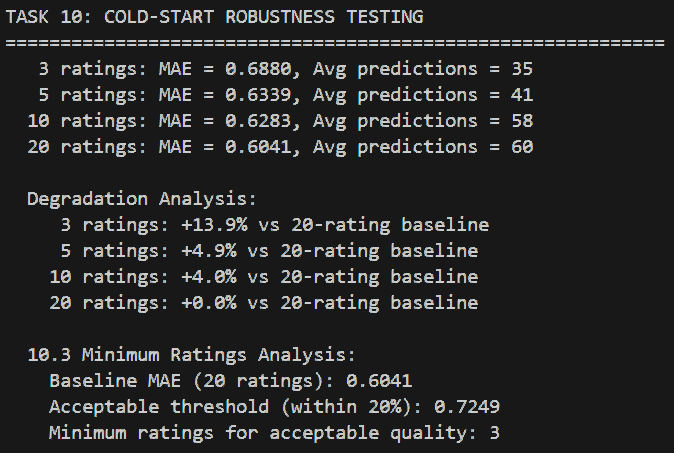 TASK 10: COLD-START ROBUSTNESS TESTING
============================================================
3 ratings: MAE = 0.6880, Avg predictions = 35
5 ratings: MAE = 0.6339, Avg predictions = 41
10 ratings: MAE = 0.6283, Avg predictions = 58
20 ratings: MAE = 0.6041, Avg predictions = 60
Degradation Analysis:
3 ratings: +13.9% vs 20-rating baseline
5 ratings: +4.9% vs 20-rating baseline
10 ratings: +4.0% vs 20-rating baseline
20 ratings: +0.0% vs 20-rating baseline
10.3 Minimum Ratings Analysis:
Baseline MAE (20 ratings): 0.6041
Acceptable threshold (within 20%): 0.7249
Minimum ratings for acceptable quality: 3